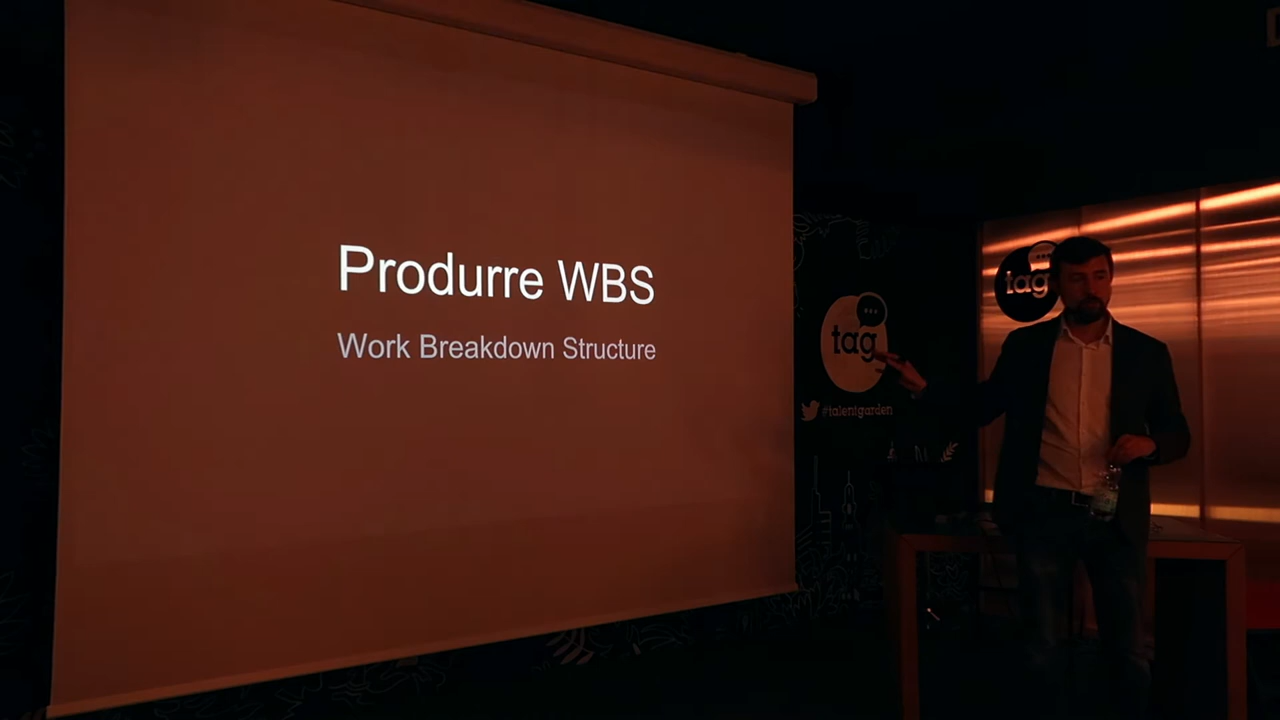 Produrre WBS
Work Breakdown Structure
tag
tag
#talentgarden